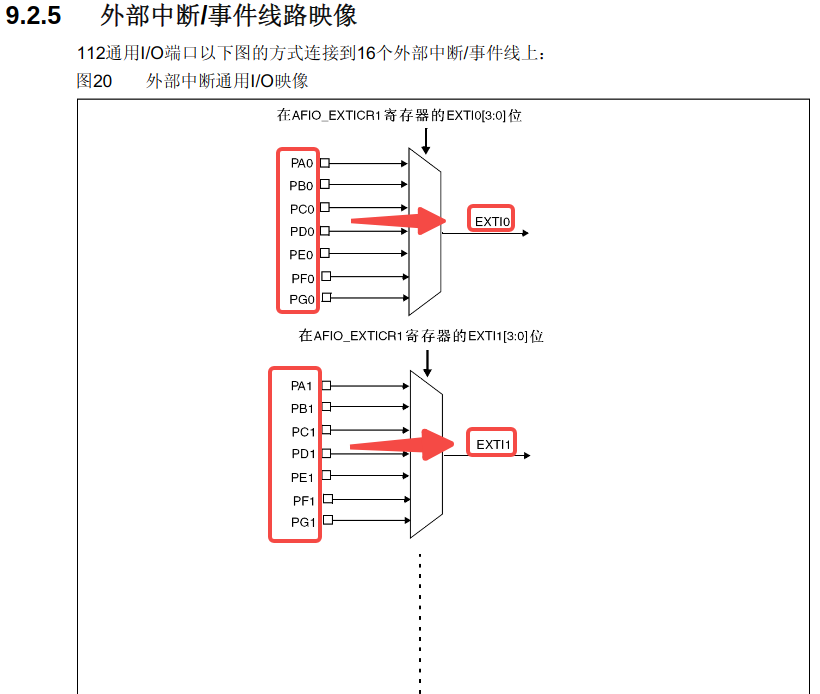 9.2.5 外部中断/事件线路映像
112通用I/O端口以下图的方式连接到16个外部中断/事件线上：
图20 外部中断通用I/O映像
在AFIO_EXTICR1寄存器的EXTI0[3:0]位
PA0
PB0
PC0
PD0
PE0
PF0
PG0
EXTI0
在AFIO_EXTICR1寄存器的EXTI1[3:0]位
PA1
PB1
PC1
PD1
PE1
PF1
PG1
EXTI1